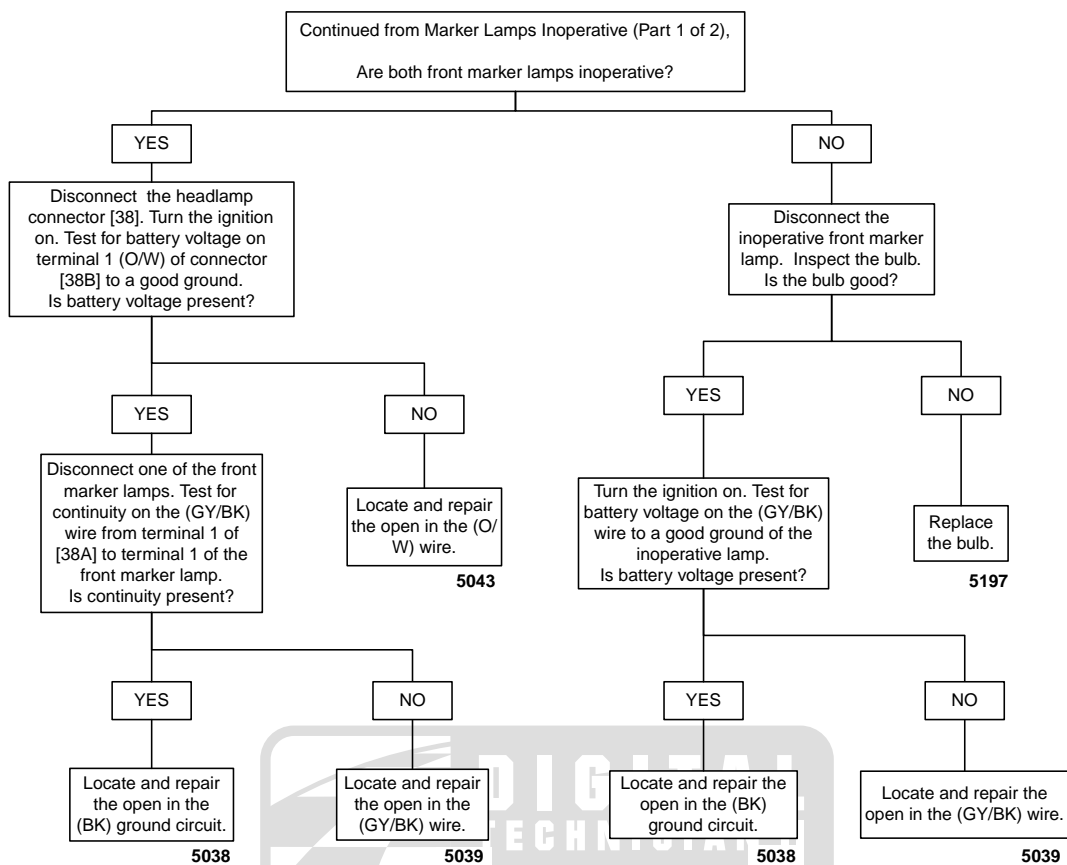 Continued from Marker Lamps Inoperative (Part 1 of 2),
Are both front marker lamps inoperative?
YES
NO
Disconnect the headlamp
connector [38]. Turn the ignition
on. Test for battery voltage on
terminal 1 (O/W) of connector
[38B] to a good ground.
Is battery voltage present?
Disconnect the
inoperative front marker
lamp. Inspect the bulb.
Is the bulb good?
YES
NO
YES
NO
Disconnect one of the front
marker lamps. Test for
continuity on the (GY/BK)
wire from terminal 1 of
[38A] to terminal 1 of the
front marker lamp.
Is continuity present?
Locate and repair
the open in the (O/
W) wire.
5043
Turn the ignition on. Test for
battery voltage on the (GY/BK)
wire to a good ground of the
inoperative lamp.
Is battery voltage present?
Replace
the bulb.
5197
YES
NO
YES
NO
Locate and repair
the open in the
(BK) ground circuit.
5038
Locate and repair
the open in the
(GY/BK) wire.
5039
Locate and repair the
open in the (BK)
ground circuit.
5038
Locate and repair the
open in the (GY/BK) wire.
5039
DIGITAL
TECHNICIAN II